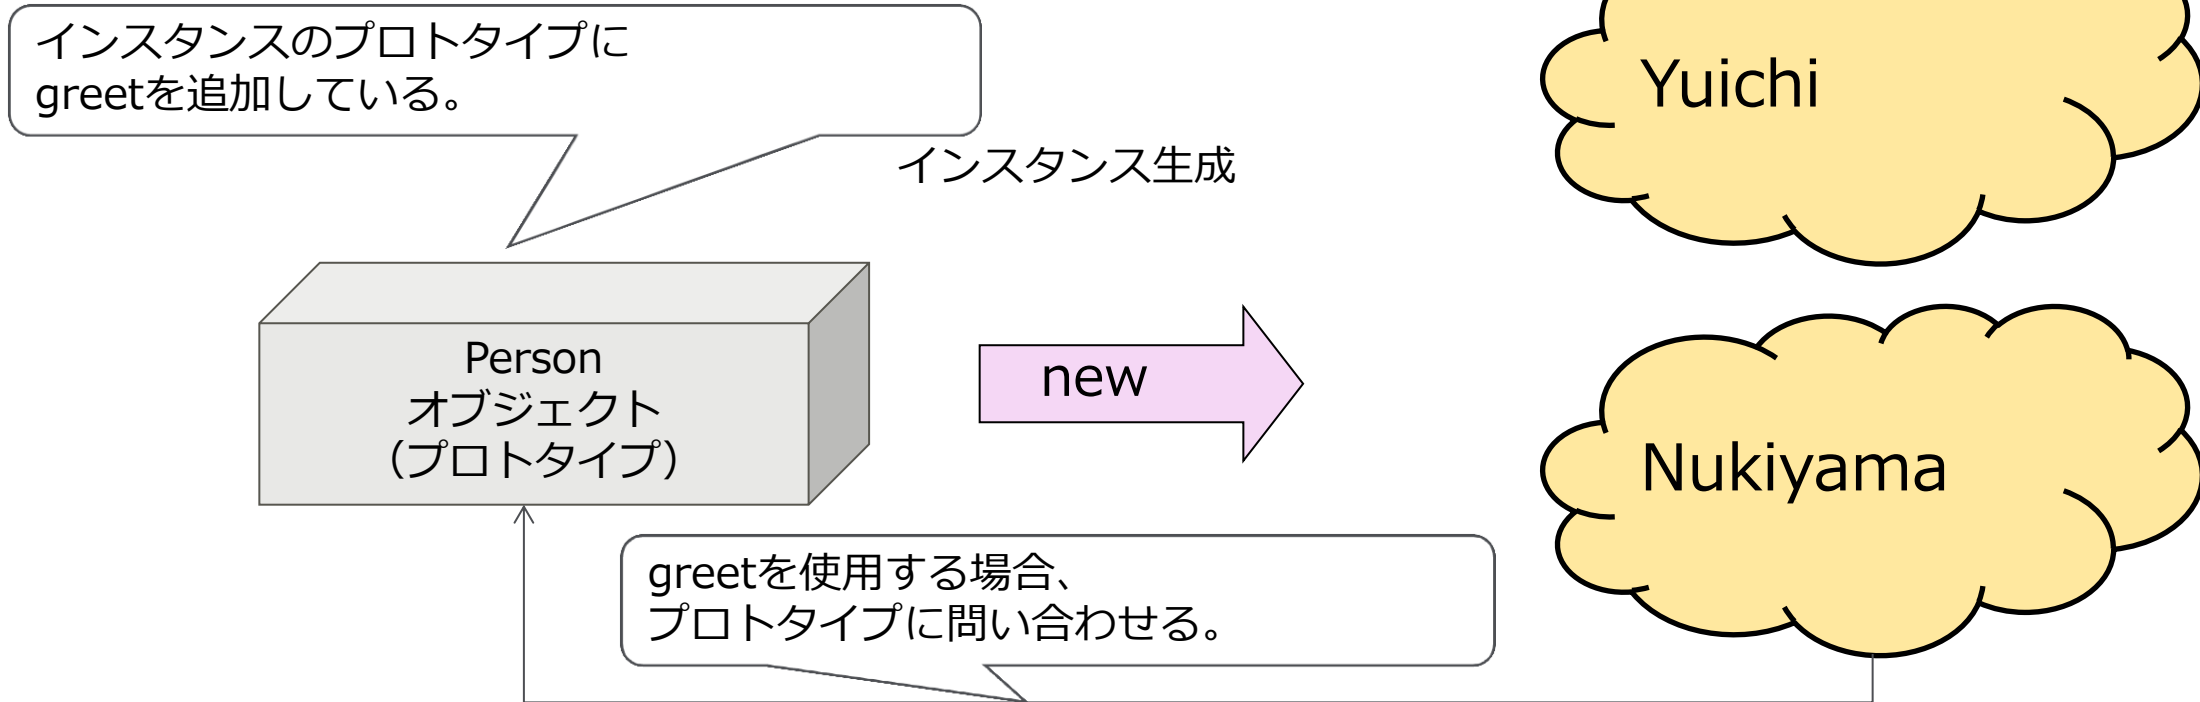 インスタンスのプロトタイプに
greetを追加している。
Yuichi
インスタンス生成
Person
オブジェクト
（プロトタイプ）
new
Nukiyama
greetを使用する場合、
プロトタイプに問い合わせる。